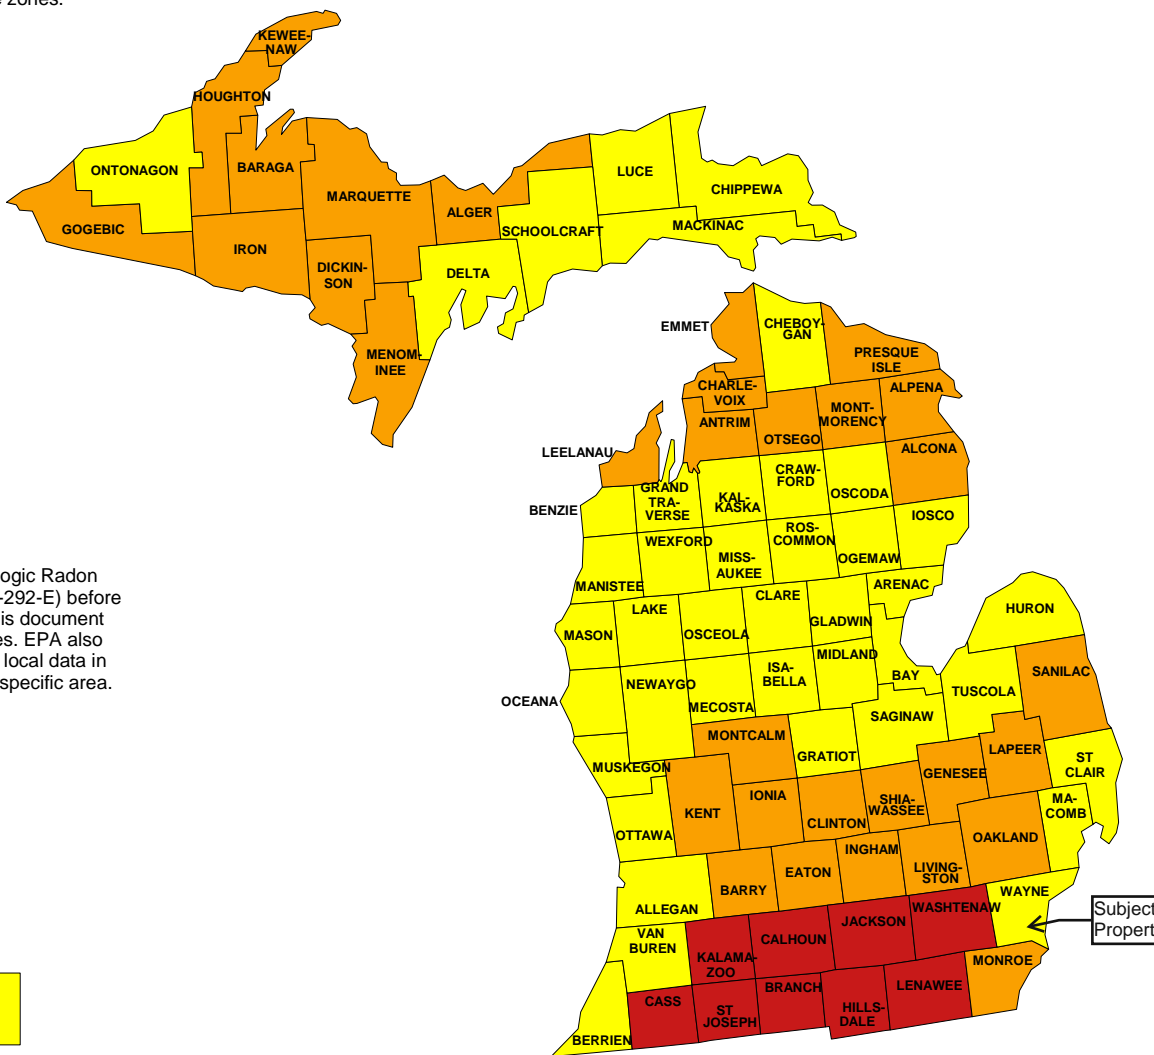 e zones.
KEWEE-
NAW
HOUGHTON
ONTONAGON
BARAGA
LUCE
CHIPPEWA
MARQUETTE
GOGEBIC
ALGER
MACKINAC
SCHOOLCRAFT
IRON
DICKIN-
SON
DELTA
EMMET
CHEBOY-
GAN
MENOM-
INEE
PRESQUE
ISLE
CHARLE-
VOIX
ALPENA
MONT-
MORENCY
ANTRIM
OTSEGO
LEELANAU
ALCONA
CRAW-
FORD
GRAND
TRA-
VERSE
KAL-
KASKA
OSCODA
BENZIE
IOSCO
WEXFORD
ROS-
COMMON
MISS-
AUKEE
OGEMAW
ogic Radon
-292-E) before
is document
es. EPA also
local data in
specific area.
MANISTEE
ARENAC
CLARE
LAKE
HURON
MASON
OSCEOLA
GLADWIN
MIDLAND
ISA-
BELLA
BAY
SANILAC
NEWAYGO
TUSCOLA
OCEANA
MECOSTA
SAGINAW
MONTCALM
GRATIOT
LAPEER
MUSKEGON
GENESEE
ST
CLAIR
IONIA
SHIA-
WASSEE
MA-
COMB
KENT
CLINTON
OTTAWA
OAKLAND
INGHAM
EATON
LIVING-
STON
BARRY
WAYNE
ALLEGAN
WASHTENAW
Subject
Propert
JACKSON
VAN
BUREN
CALHOUN
KALAMA-
ZOO
MONROE
BRANCH
LENAWEE
CASS
ST
JOSEPH
HILLS-
DALE
BERRIEN